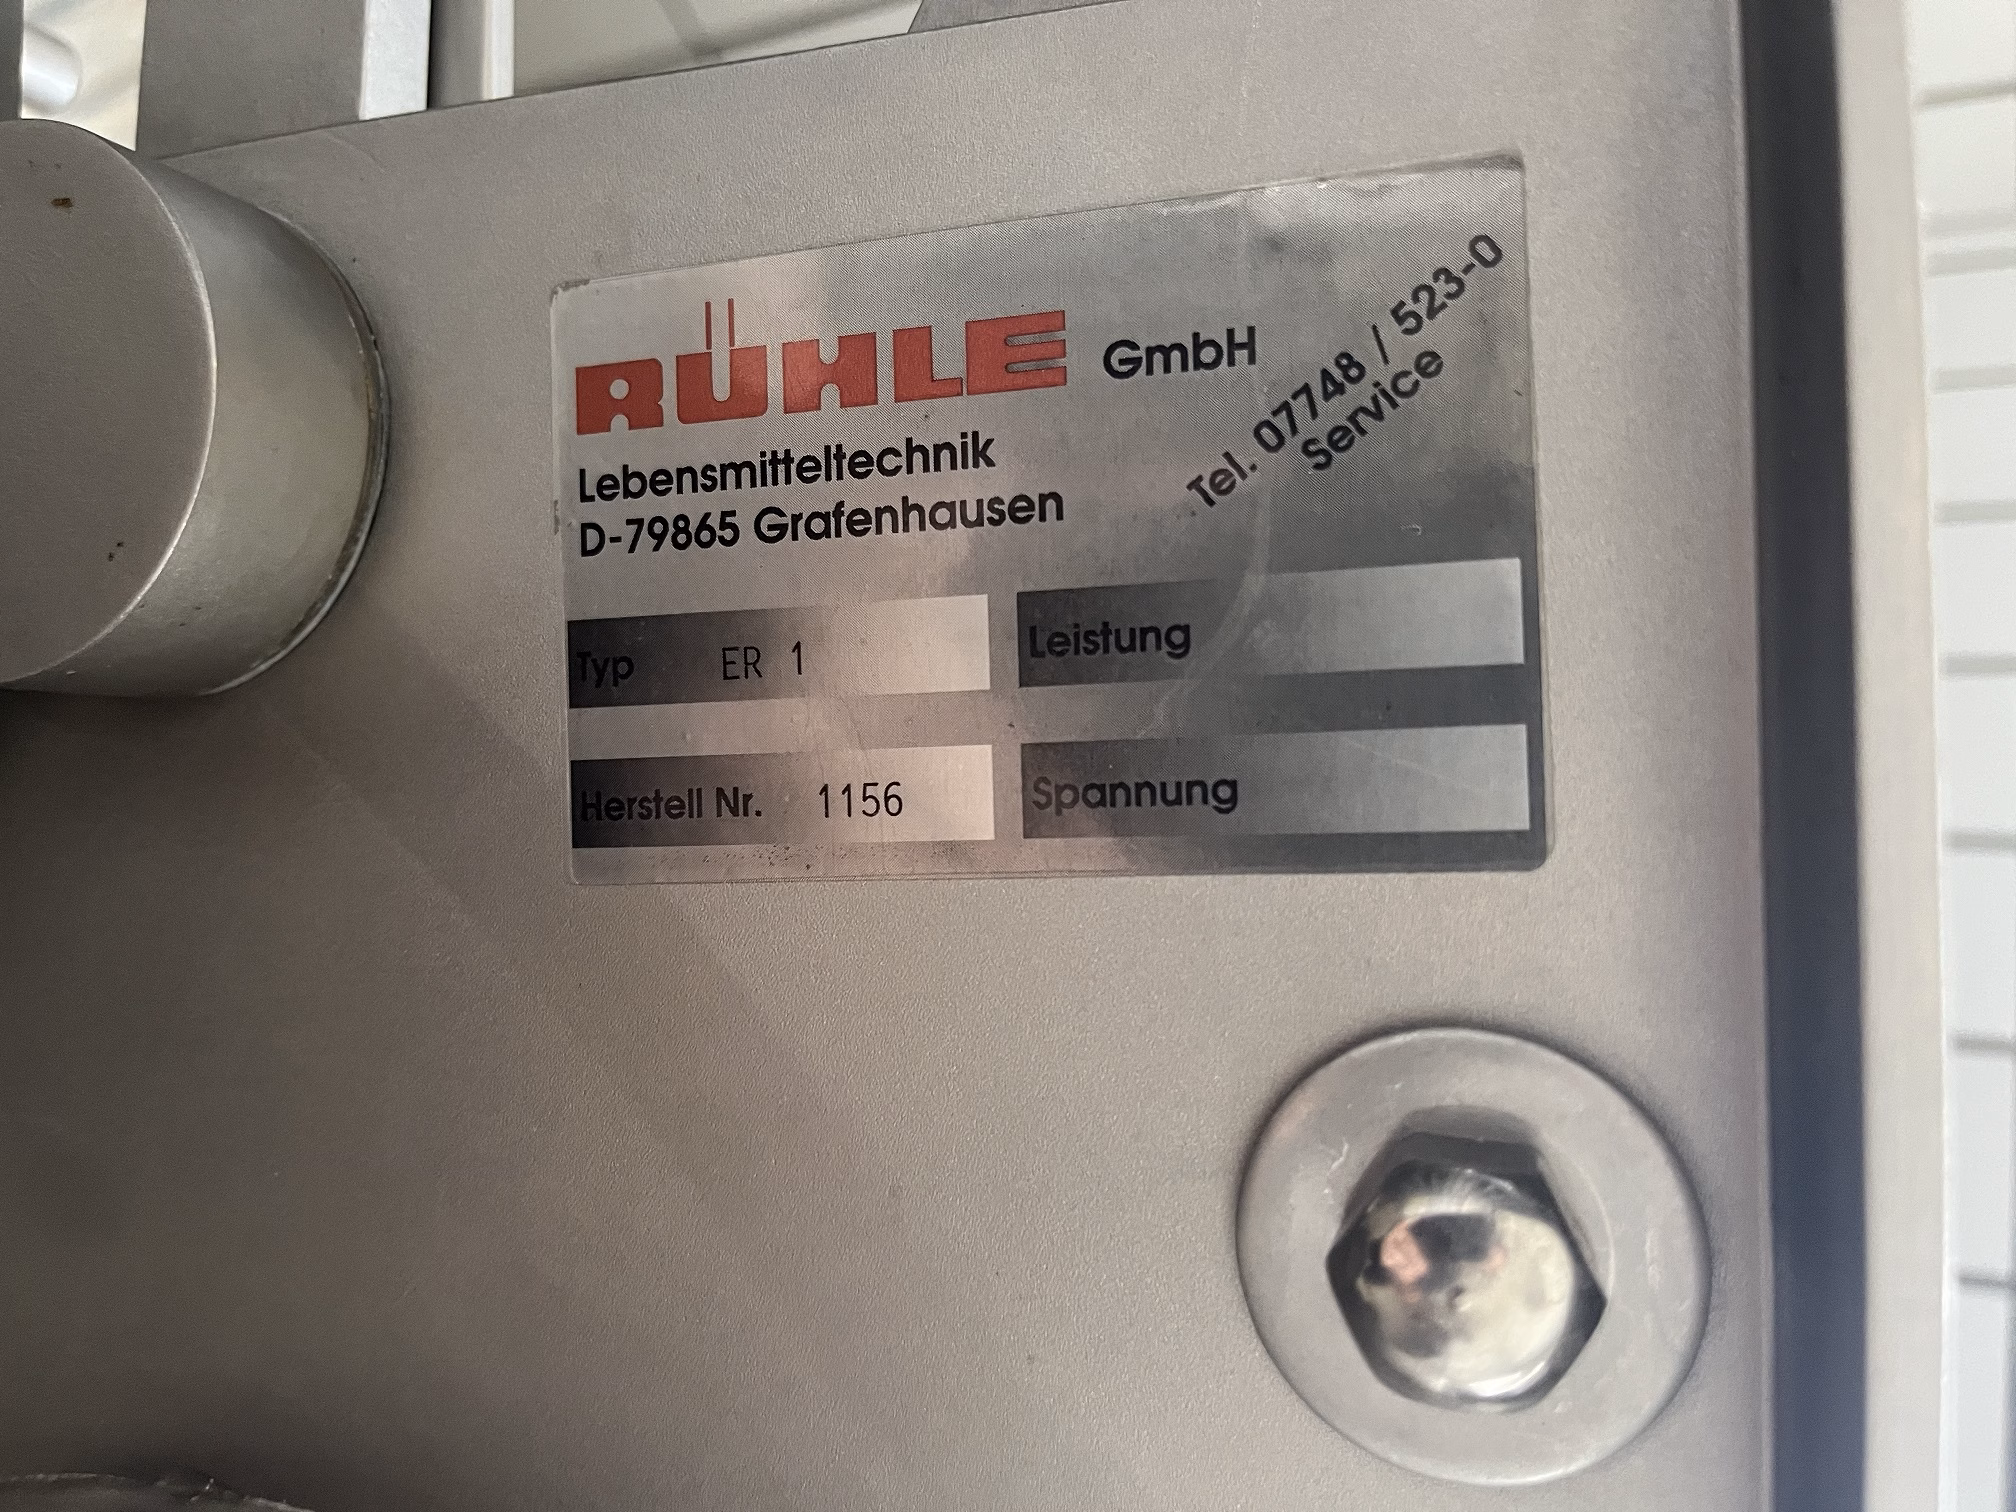 RÜHLE GmbH
Lebensmitteltechnik
D-79865 Grafenhausen
Tel. 07748 / 523-0
Service
Typ ER 1
Leistung
Herstell Nr. 1156
Spannung